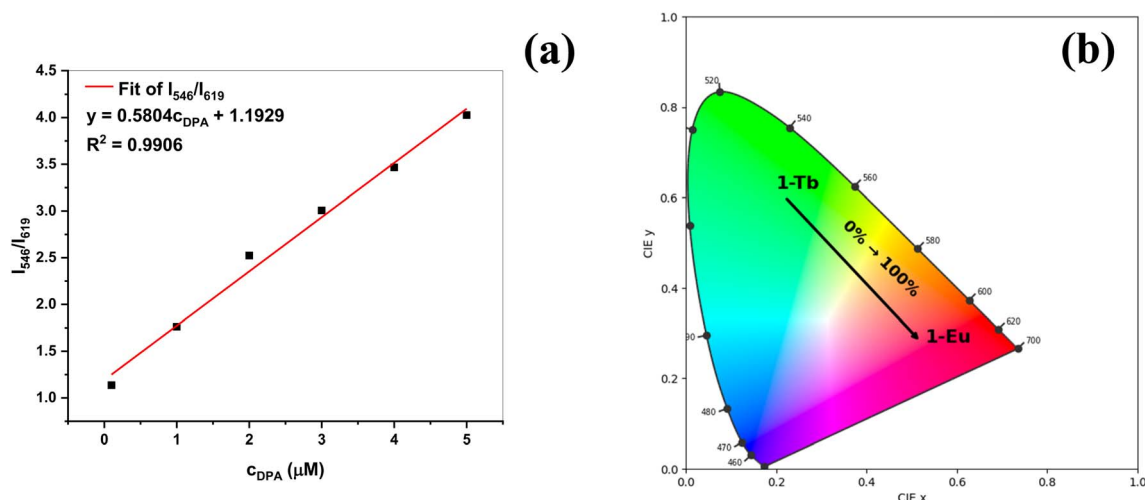 (a)
4.5
4.0
3.5
3.0
2.5
2.0
1.5
1.0
I546/I619
Fit of I546/I619
y = 0.5804cDPA + 1.1929
R² = 0.9906
0 1 2 3 4 5
cDPA (μM)
(b)
1.0
0.8
0.6
0.4
0.2
0.0
CIE y
520
540
560
580
600
620
700
90
480
470
460
1-Tb
0% → 100%
1-Eu
0.0 0.2 0.4 0.6 0.8 1.0
CIE x